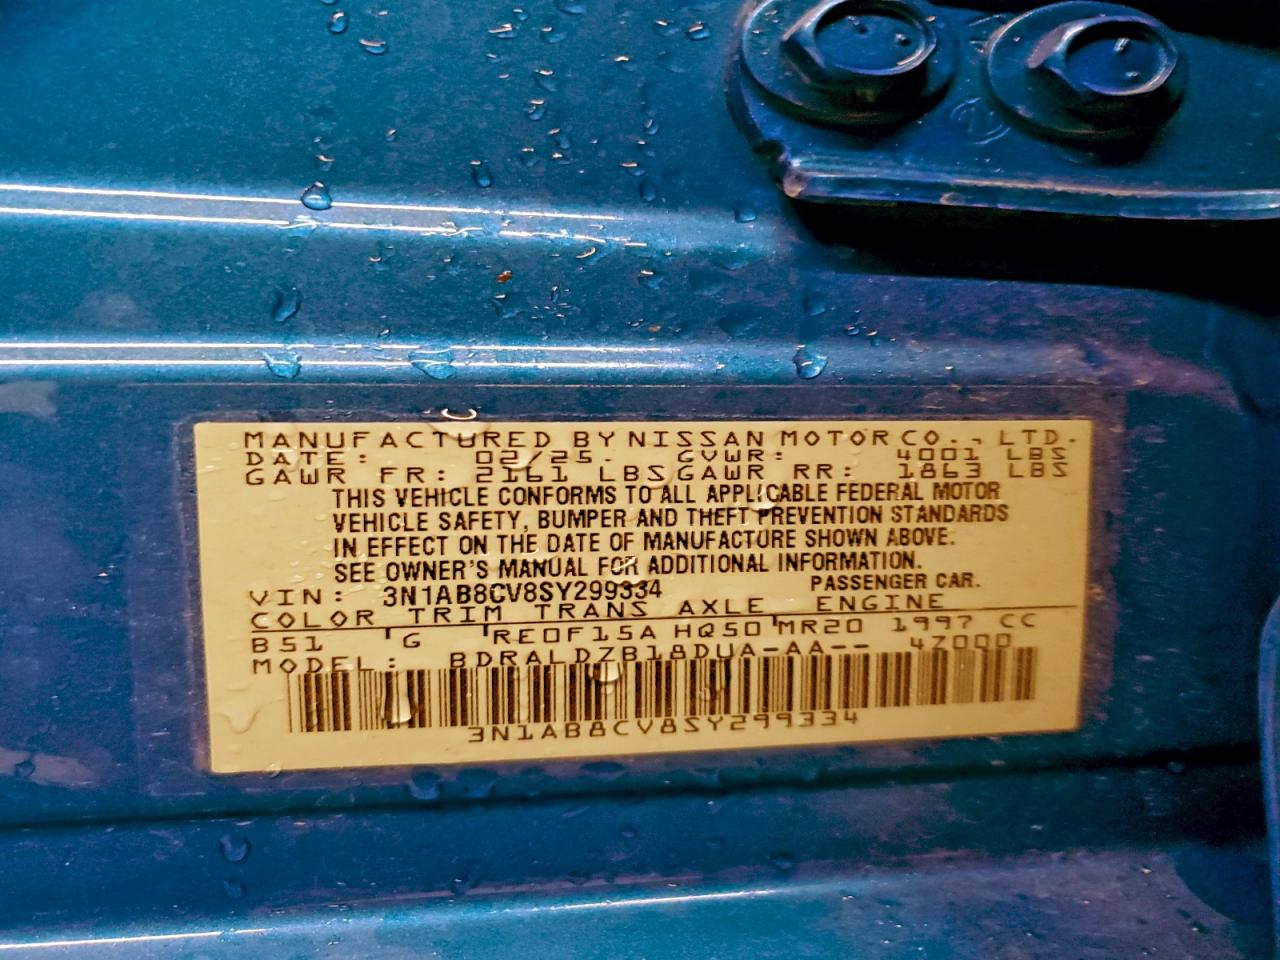 MANUFACTURED BY NISSAN MOTOR CO., LTD.
DATE: 02/25. GVWR: 4001 LBS
GAWR FR: 2161 LBS GAWR RR: 1863 LBS
THIS VEHICLE CONFORMS TO ALL APPLICABLE FEDERAL MOTOR
VEHICLE SAFETY, BUMPER AND THEFT PREVENTION STANDARDS
IN EFFECT ON THE DATE OF MANUFACTURE SHOWN ABOVE.
SEE OWNER'S MANUAL FOR ADDITIONAL INFORMATION.
VIN: 3N1AB8CV8SY299334 PASSENGER CAR.
COLOR TRIM TRANS AXLE ENGINE
B51 G RE0F15A HQ50 MR20 1997 CC
MODEL: BDRALDZB18DUA-AA-- 4Z000
3N1AB8CV8SY299334